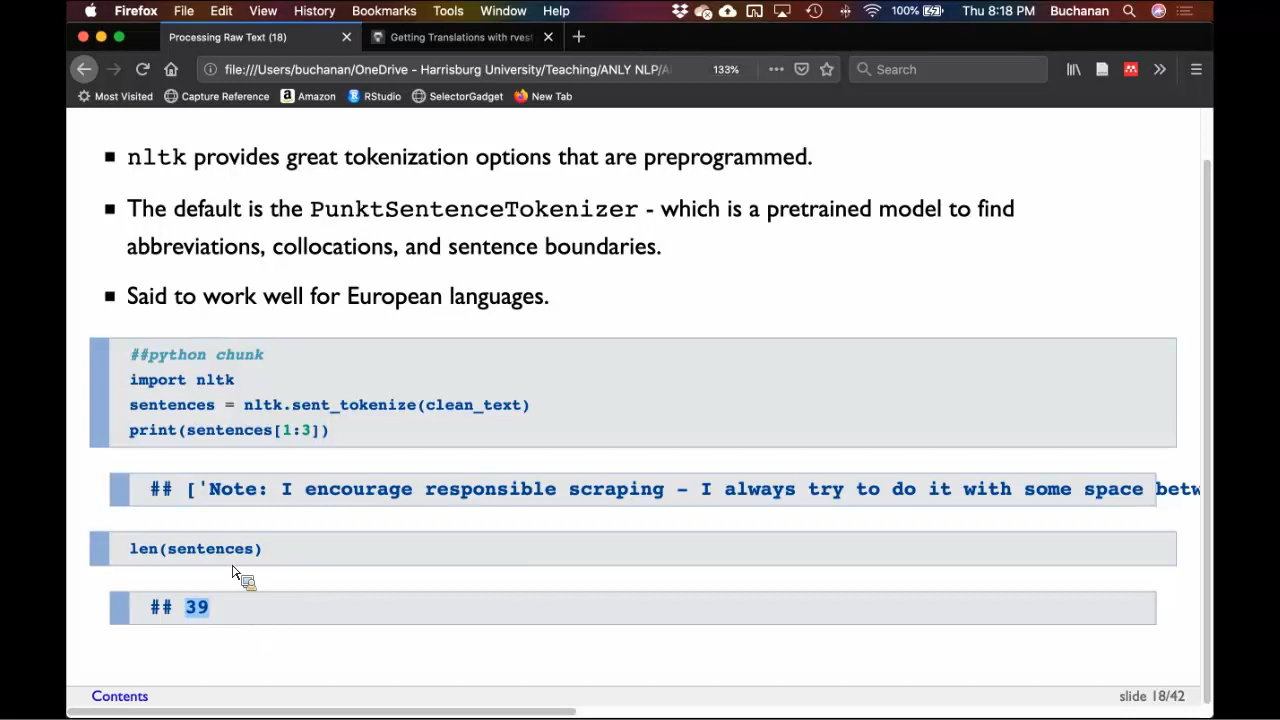 Firefox File Edit View History Bookmarks Tools Window Help 100% Thu 8:18 PM Buchanan
Processing Raw Text (18) Getting Translations with rvest
file:///Users/buchanan/OneDrive - Harrisburg University/Teaching/ANLY NLP/A 133% Search
Most Visited Capture Reference Amazon RStudio SelectorGadget New Tab
nltk provides great tokenization options that are preprogrammed.
The default is the PunktSentenceTokenizer - which is a pretrained model to find
abbreviations, collocations, and sentence boundaries.
Said to work well for European languages.
##python chunk
import nltk
sentences = nltk.sent_tokenize(clean_text)
print(sentences[1:3])
## ['Note: I encourage responsible scraping – I always try to do it with some space betw
len(sentences)
## 39
Contents slide 18/42